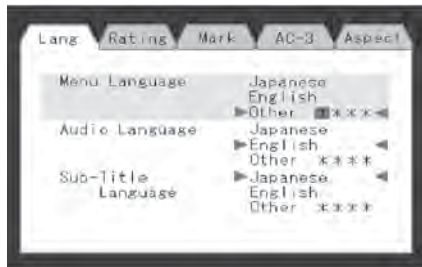 Lang Rating Mark AC-3 Aspect
Menu Language Japanese
English
▶Other ****◀
Audio Language Japanese
▶English ◀
Other ****
Sub-Title ▶Japanese ◀
Language English
Other ****